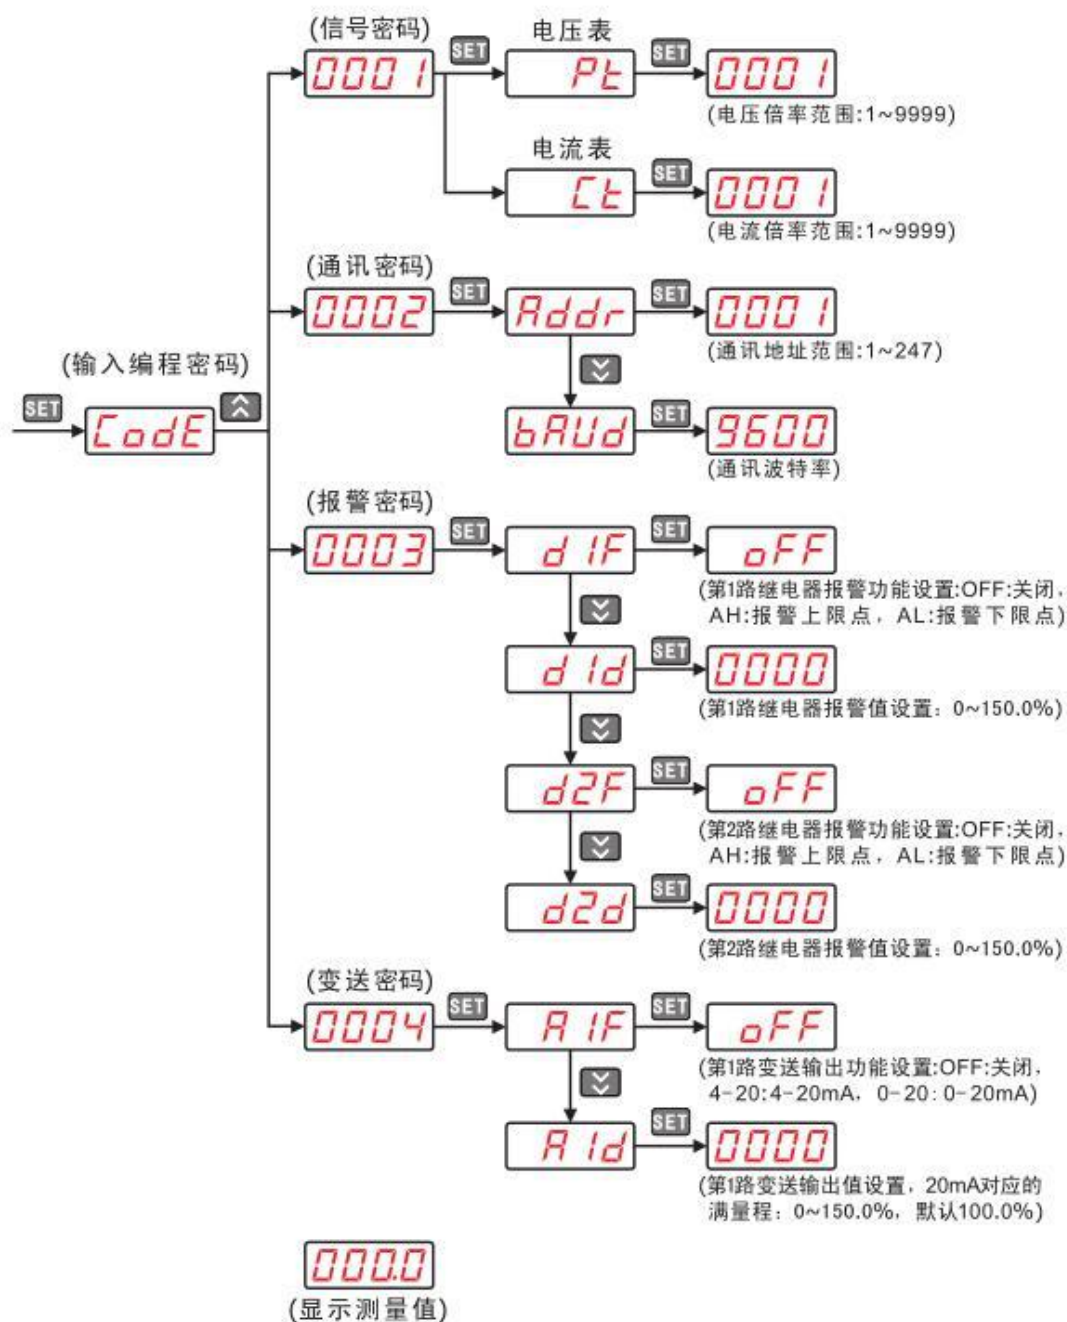 (信号密码)
SET
电压表
SET
0001
Pt
0001
(电压倍率范围:1~9999)
电流表
SET
Ct
0001
(电流倍率范围:1~9999)
(通讯密码)
SET
SET
0002
Addr
0001
(通讯地址范围:1~247)
(输入编程密码)
SET
CodE
bAUd
SET
9600
(通讯波特率)
(报警密码)
SET
SET
0003
d1F
oFF
(第1路继电器报警功能设置:OFF:关闭,
AH:报警上限点, AL:报警下限点)
SET
d1d
0000
(第1路继电器报警值设置: 0~150.0%)
SET
d2F
oFF
(第2路继电器报警功能设置:OFF:关闭,
AH:报警上限点, AL:报警下限点)
SET
d2d
0000
(第2路继电器报警值设置: 0~150.0%)
(变送密码)
SET
SET
0004
A1F
oFF
(第1路变送输出功能设置:OFF:关闭,
4-20:4-20mA, 0-20: 0-20mA)
SET
A1d
0000
(第1路变送输出值设置, 20mA对应的
满量程: 0~150.0%, 默认100.0%)
000.0
(显示测量值)